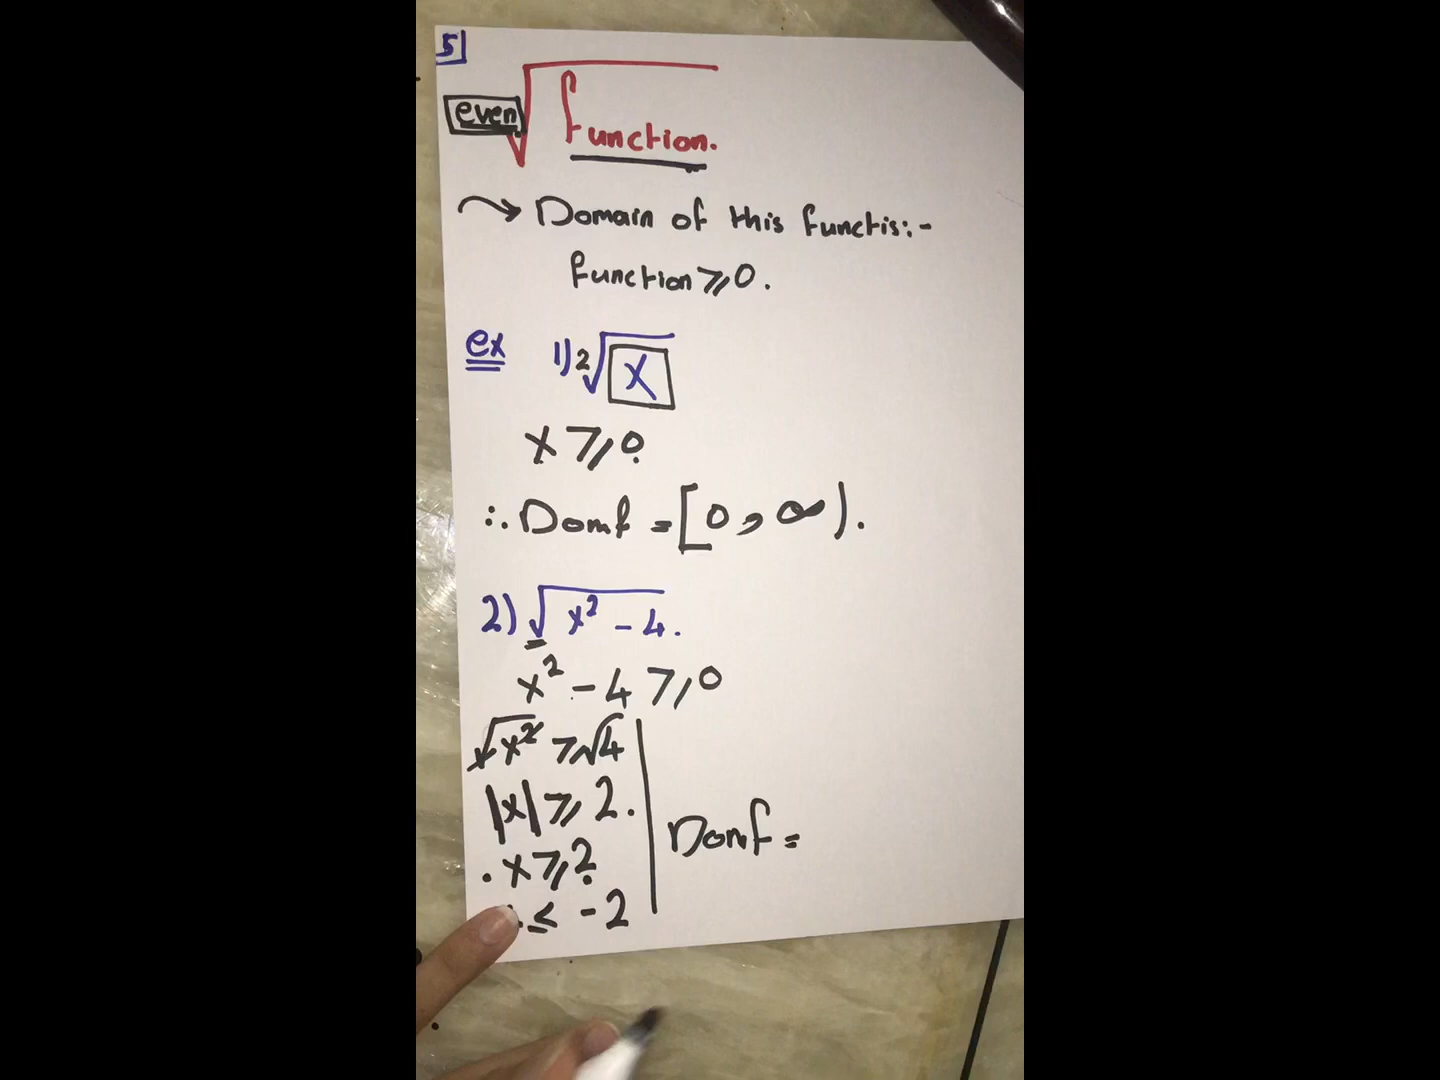 5
even√function.
→ Domain of this functis:-
function ≥ 0.
ex 1) ²√x
x ≥ 0
∴ Domf = [0, ∞).
2) √x² - 4.
x² - 4 ≥ 0
√x² ≥ √4
|x| ≥ 2.
. x ≥ 2
≤ -2
Domf =